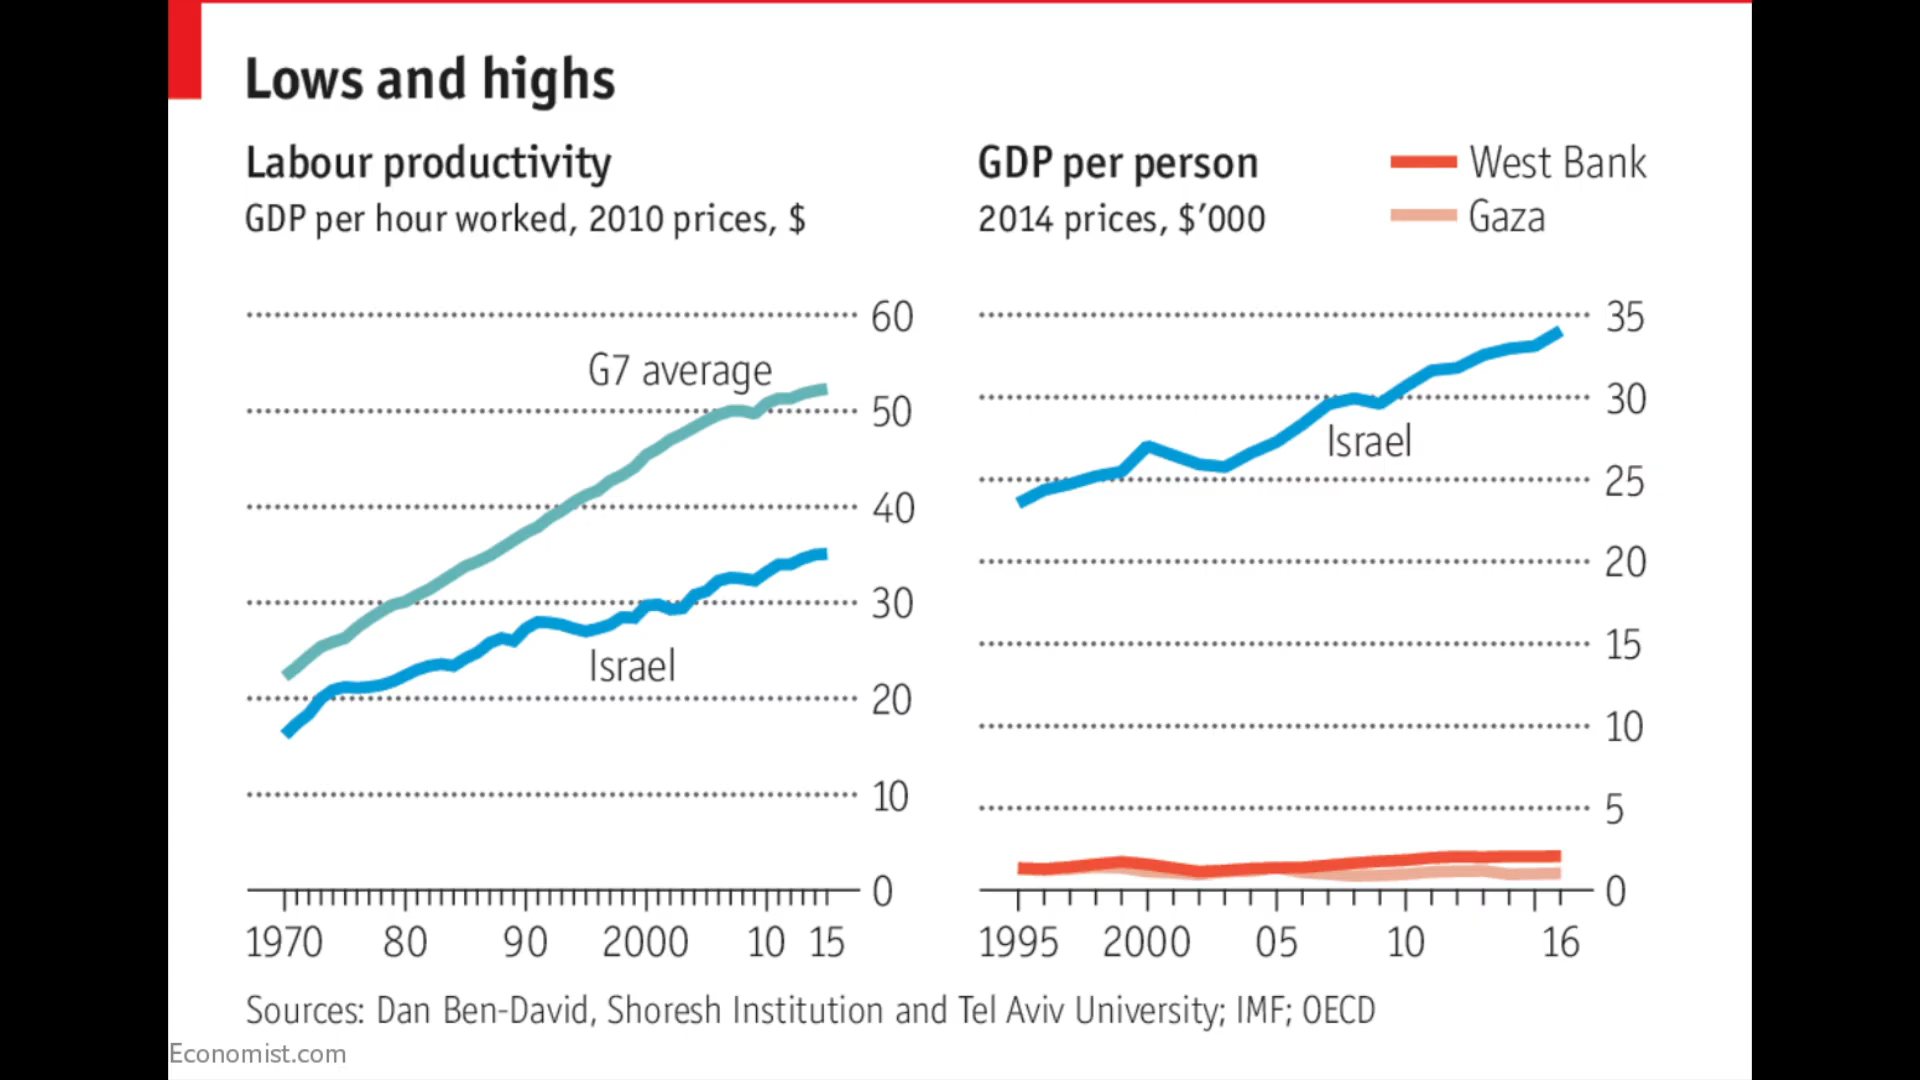 Lows and highs
Labour productivity
GDP per hour worked, 2010 prices, $
60
G7 average
50
40
30
Israel
20
10
0
1970 80 90 2000 10 15
GDP per person
2014 prices, $'000
West Bank
Gaza
35
30
Israel
25
20
15
10
5
0
1995 2000 05 10 16
Sources: Dan Ben-David, Shoresh Institution and Tel Aviv University; IMF; OECD
Economist.com